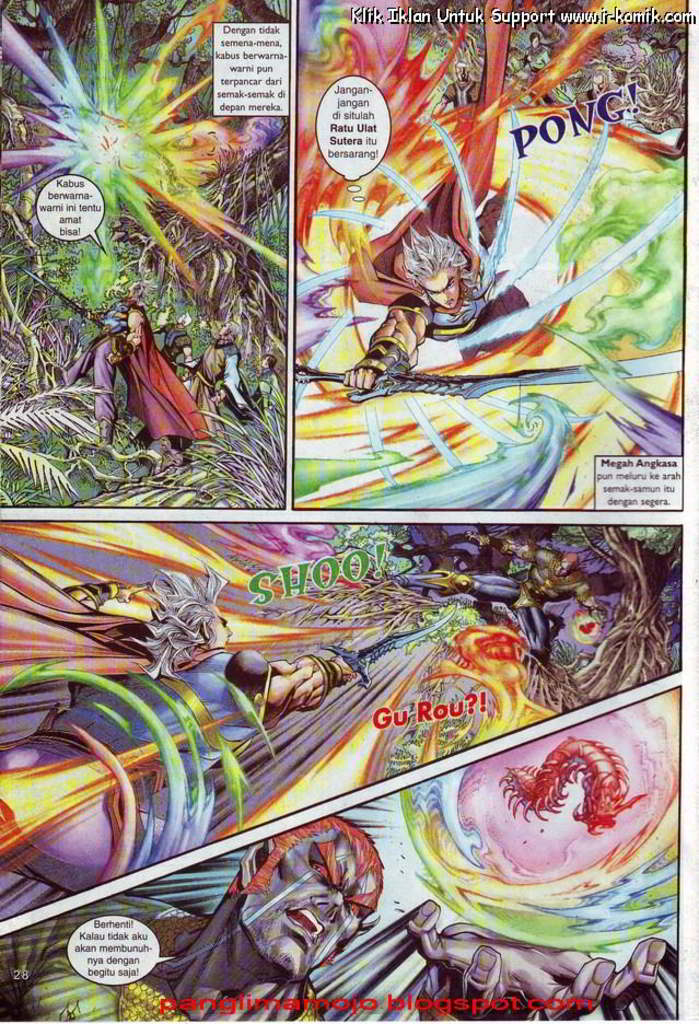 Klik Iklan Untuk Support www.i-komik.com
Dengan tidak
semena-mena,
kabus berwarna-
warni pun
terpancar dari
semak-semak di
depan mereka.
Kabus
berwarna-
warni ini tentu
amat
bisa!
Jangan-
jangan
di situlah
Ratu Ulat
Sutera itu
bersarang!
PONG!
Megah Angkasa
pun meluru ke arah
semak-samun itu
dengan segera.
SHOO!
Gu Rou?!
Berhenti!
Kalau tidak aku
akan membunuh-
nya dengan
begitu saja!
28
panglimamojo.blogspot.com